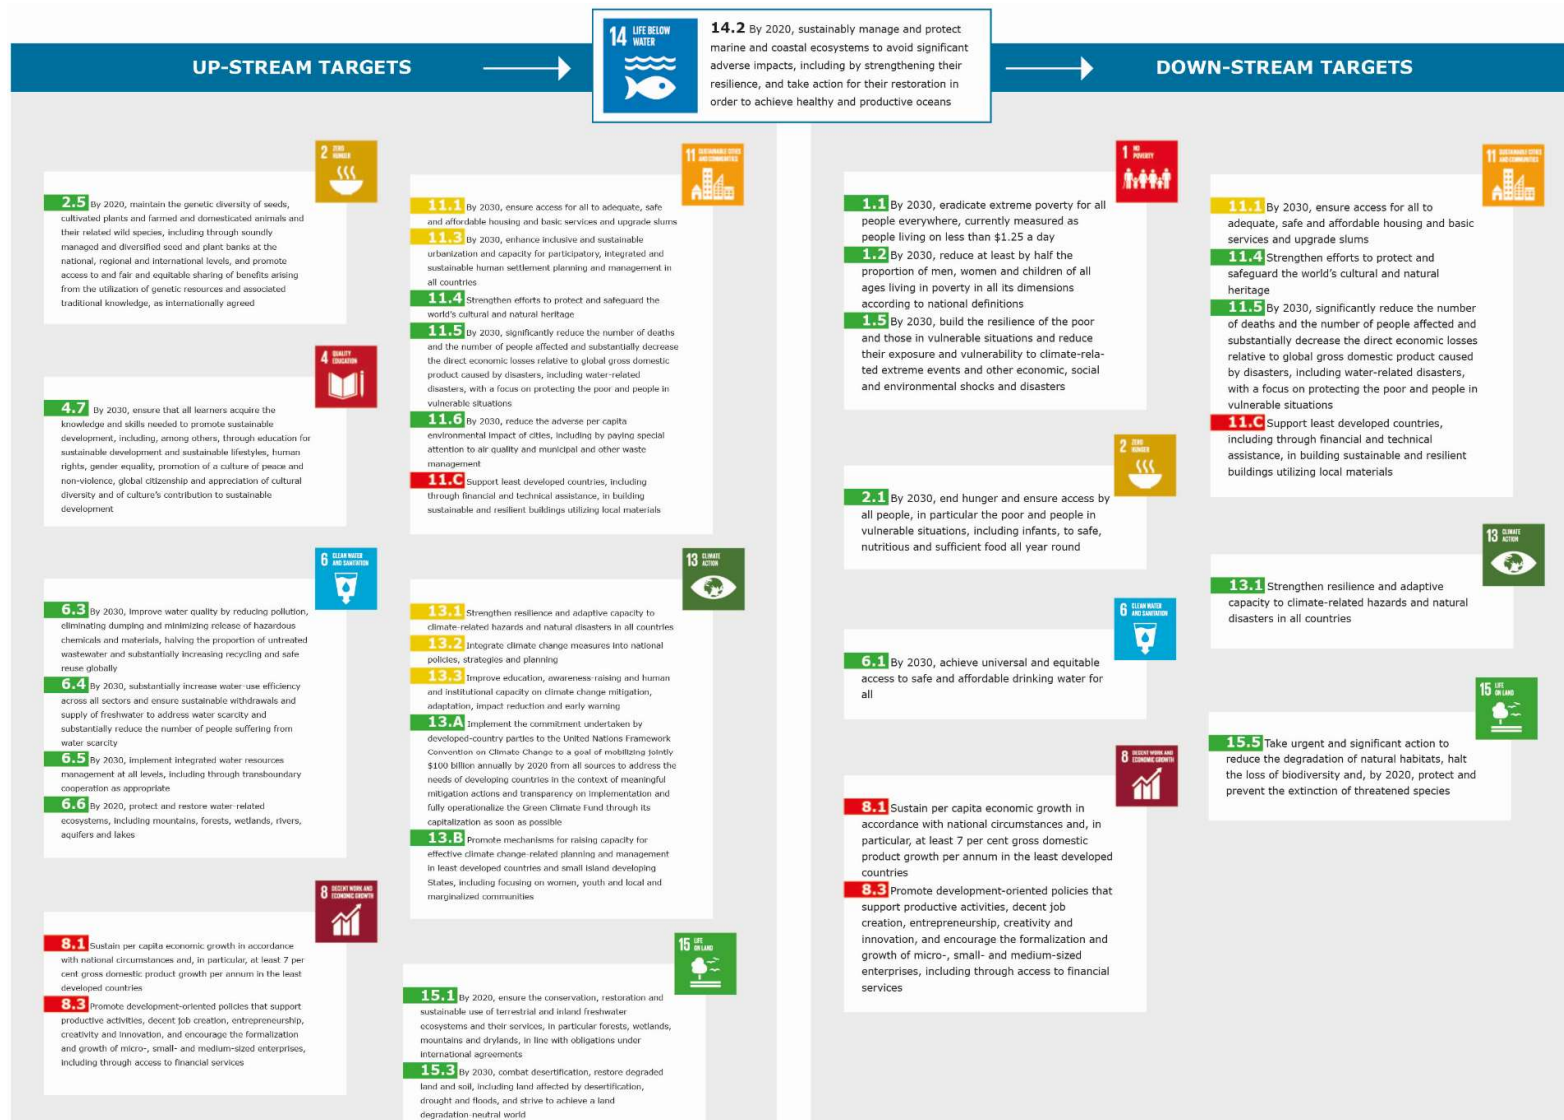 UP-STREAM TARGETS
14 LIFE BELOW
WATER
14.2 By 2020, sustainably manage and protect
marine and coastal ecosystems to avoid significant
adverse impacts, including by strengthening their
resilience, and take action for their restoration in
order to achieve healthy and productive oceans
DOWN-STREAM TARGETS
2 ZERO
HUNGER
2.5 By 2020, maintain the genetic diversity of seeds,
cultivated plants and farmed and domesticated animals and
their related wild species, including through soundly
managed and diversified seed and plant banks at the
national, regional and international levels, and promote
access to and fair and equitable sharing of benefits arising
from the utilization of genetic resources and associated
traditional knowledge, as internationally agreed
4 QUALITY
EDUCATION
4.7 By 2030, ensure that all learners acquire the
knowledge and skills needed to promote sustainable
development, including, among others, through education for
sustainable development and sustainable lifestyles, human
rights, gender equality, promotion of a culture of peace and
non-violence, global citizenship and appreciation of cultural
diversity and of culture's contribution to sustainable
development
6 CLEAN WATER
AND SANITATION
6.3 By 2030, improve water quality by reducing pollution,
eliminating dumping and minimizing release of hazardous
chemicals and materials, halving the proportion of untreated
wastewater and substantially increasing recycling and safe
reuse globally
6.4 By 2030, substantially increase water-use efficiency
across all sectors and ensure sustainable withdrawals and
supply of freshwater to address water scarcity and
substantially reduce the number of people suffering from
water scarcity
6.5 By 2030, implement integrated water resources
management at all levels, including through transboundary
cooperation as appropriate
6.6 By 2020, protect and restore water-related
ecosystems, including mountains, forests, wetlands, rivers,
aquifers and lakes
8 DECENT WORK AND
ECONOMIC GROWTH
8.1 Sustain per capita economic growth in accordance
with national circumstances and, in particular, at least 7 per
cent gross domestic product growth per annum in the least
developed countries
8.3 Promote development-oriented policies that support
productive activities, decent job creation, entrepreneurship,
creativity and innovation, and encourage the formalization
and growth of micro-, small- and medium-sized enterprises,
including through access to financial services
11 SUSTAINABLE CITIES
AND COMMUNITIES
11.1 By 2030, ensure access for all to adequate, safe
and affordable housing and basic services and upgrade slums
11.3 By 2030, enhance inclusive and sustainable
urbanization and capacity for participatory, integrated and
sustainable human settlement planning and management in
all countries
11.4 Strengthen efforts to protect and safeguard the
world's cultural and natural heritage
11.5 By 2030, significantly reduce the number of deaths
and the number of people affected and substantially decrease
the direct economic losses relative to global gross domestic
product caused by disasters, including water-related
disasters, with a focus on protecting the poor and people in
vulnerable situations
11.6 By 2030, reduce the adverse per capita
environmental impact of cities, including by paying special
attention to air quality and municipal and other waste
management
11.C Support least developed countries, including
through financial and technical assistance, in building
sustainable and resilient buildings utilizing local materials
13 CLIMATE
ACTION
13.1 Strengthen resilience and adaptive capacity to
climate-related hazards and natural disasters in all countries
13.2 Integrate climate change measures into national
policies, strategies and planning
13.3 Improve education, awareness-raising and human
and institutional capacity on climate change mitigation,
adaptation, impact reduction and early warning
13.A Implement the commitment undertaken by
developed-country parties to the United Nations Framework
Convention on Climate Change to a goal of mobilizing jointly
$100 billion annually by 2020 from all sources to address the
needs of developing countries in the context of meaningful
mitigation actions and transparency on implementation and
fully operationalize the Green Climate Fund through its
capitalization as soon as possible
13.B Promote mechanisms for raising capacity for
effective climate change-related planning and management
in least developed countries and small island developing
States, including focusing on women, youth and local and
marginalized communities
15 LIFE
ON LAND
15.1 By 2020, ensure the conservation, restoration and
sustainable use of terrestrial and inland freshwater
ecosystems and their services, in particular forests, wetlands,
mountains and drylands, in line with obligations under
international agreements
15.3 By 2030, combat desertification, restore degraded
land and soil, including land affected by desertification,
drought and floods, and strive to achieve a land
degradation-neutral world
1 NO
POVERTY
1.1 By 2030, eradicate extreme poverty for all
people everywhere, currently measured as
people living on less than $1.25 a day
1.2 By 2030, reduce at least by half the
proportion of men, women and children of all
ages living in poverty in all its dimensions
according to national definitions
1.5 By 2030, build the resilience of the poor
and those in vulnerable situations and reduce
their exposure and vulnerability to climate-rela-
ted extreme events and other economic, social
and environmental shocks and disasters
2 ZERO
HUNGER
2.1 By 2030, end hunger and ensure access by
all people, in particular the poor and people in
vulnerable situations, including infants, to safe,
nutritious and sufficient food all year round
6 CLEAN WATER
AND SANITATION
6.1 By 2030, achieve universal and equitable
access to safe and affordable drinking water for
all
8 DECENT WORK AND
ECONOMIC GROWTH
8.1 Sustain per capita economic growth in
accordance with national circumstances and, in
particular, at least 7 per cent gross domestic
product growth per annum in the least developed
countries
8.3 Promote development-oriented policies that
support productive activities, decent job
creation, entrepreneurship, creativity and
innovation, and encourage the formalization and
growth of micro-, small- and medium-sized
enterprises, including through access to financial
services
11 SUSTAINABLE CITIES
AND COMMUNITIES
11.1 By 2030, ensure access for all to
adequate, safe and affordable housing and basic
services and upgrade slums
11.4 Strengthen efforts to protect and
safeguard the world's cultural and natural
heritage
11.5 By 2030, significantly reduce the number
of deaths and the number of people affected and
substantially decrease the direct economic losses
relative to global gross domestic product caused
by disasters, including water-related disasters,
with a focus on protecting the poor and people in
vulnerable situations
11.C Support least developed countries,
including through financial and technical
assistance, in building sustainable and resilient
buildings utilizing local materials
13 CLIMATE
ACTION
13.1 Strengthen resilience and adaptive
capacity to climate-related hazards and natural
disasters in all countries
15 LIFE
ON LAND
15.5 Take urgent and significant action to
reduce the degradation of natural habitats, halt
the loss of biodiversity and, by 2020, protect and
prevent the extinction of threatened species